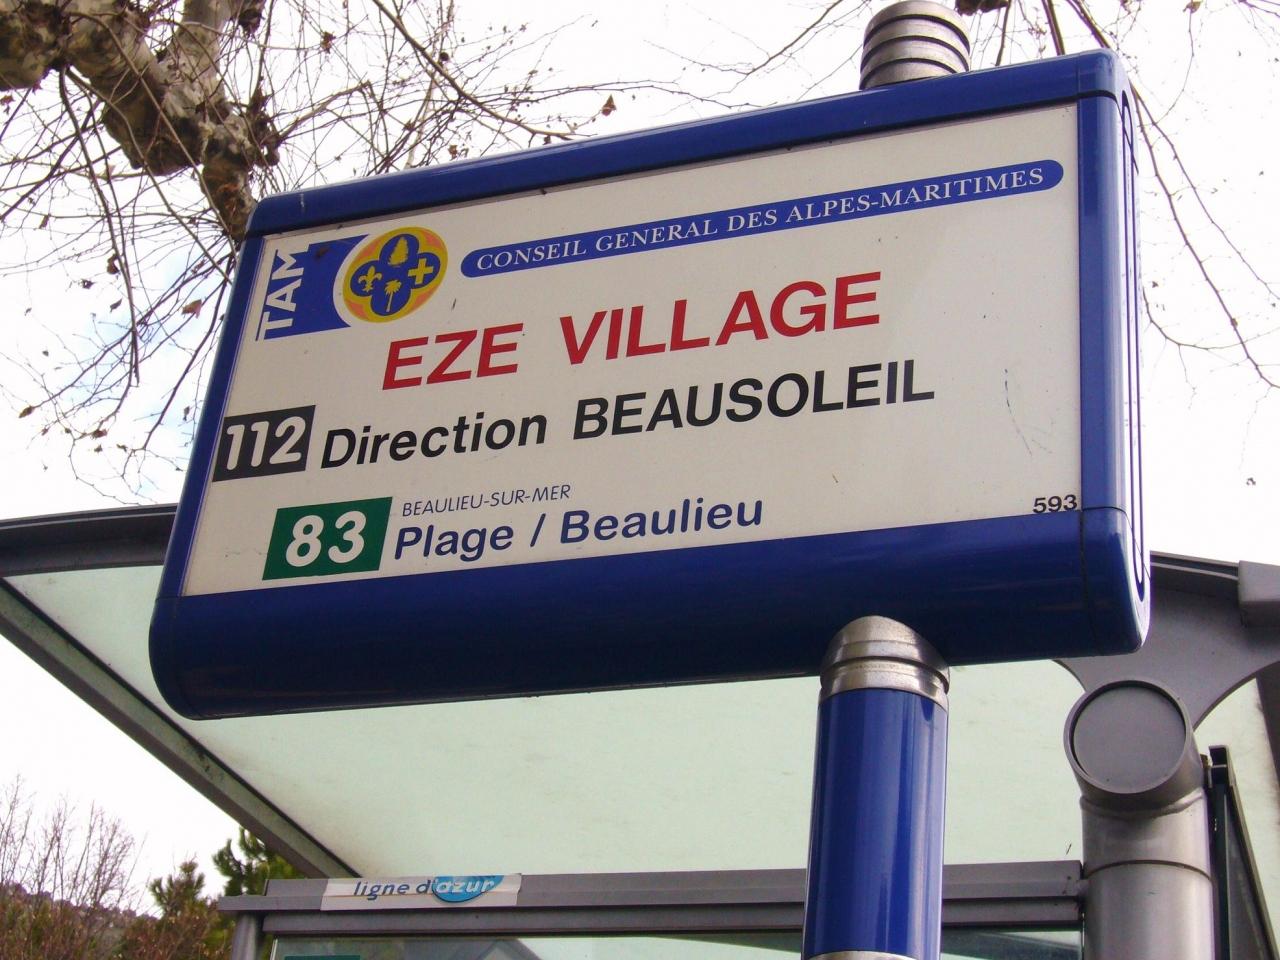 TAM
CONSEIL GENERAL DES ALPES-MARITIMES
EZE VILLAGE
112 Direction BEAUSOLEIL
BEAULIEU-SUR-MER
83 Plage / Beaulieu
593
ligne d'azur